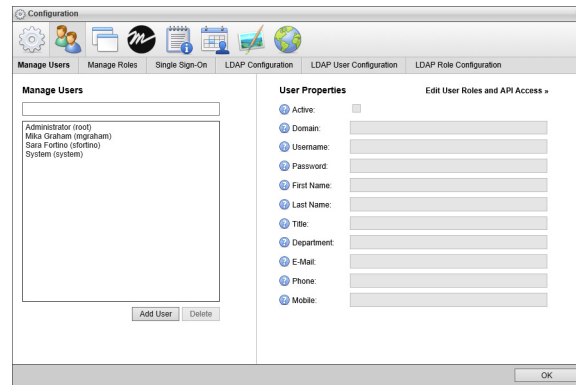 Configuration
Manage Users Manage Roles Single Sign-On LDAP Configuration LDAP User Configuration LDAP Role Configuration
Manage Users
Administrator (root)
Mika Graham (mgraham)
Sara Fortino (sfortino)
System (system)
Add User Delete
User Properties Edit User Roles and API Access »
Active:
Domain:
Username:
Password:
First Name:
Last Name:
Title:
Department:
E-Mail:
Phone:
Mobile:
OK